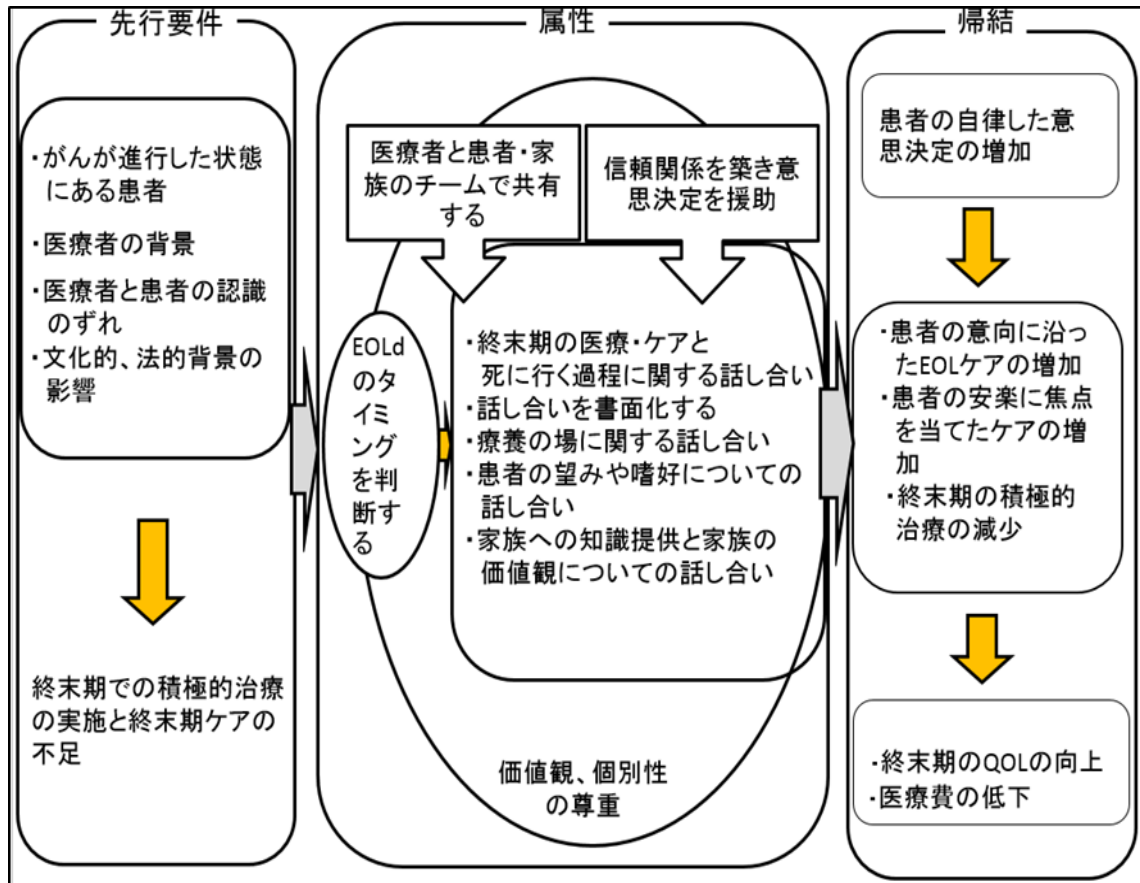 先行要件
・がんが進行した状態
にある患者
・医療者の背景
・医療者と患者の認識
のずれ
・文化的、法的背景の
影響
終末期での積極的治療
の実施と終末期ケアの
不足
属性
医療者と患者・家
族のチームで共有
する
信頼関係を築き意
思決定を援助
EOLd
のタ
イミ
ング
を判
断す
る
・終末期の医療・ケアと
死に行く過程に関する話し合い
・話し合いを書面化する
・療養の場に関する話し合い
・患者の望みや嗜好についての
話し合い
・家族への知識提供と家族の
価値観についての話し合い
価値観、個別性
の尊重
帰結
患者の自律した意
思決定の増加
・患者の意向に沿っ
たEOLケアの増加
・患者の安楽に焦点
を当てたケアの増
加
・終末期の積極的
治療の減少
・終末期のQOLの向上
・医療費の低下